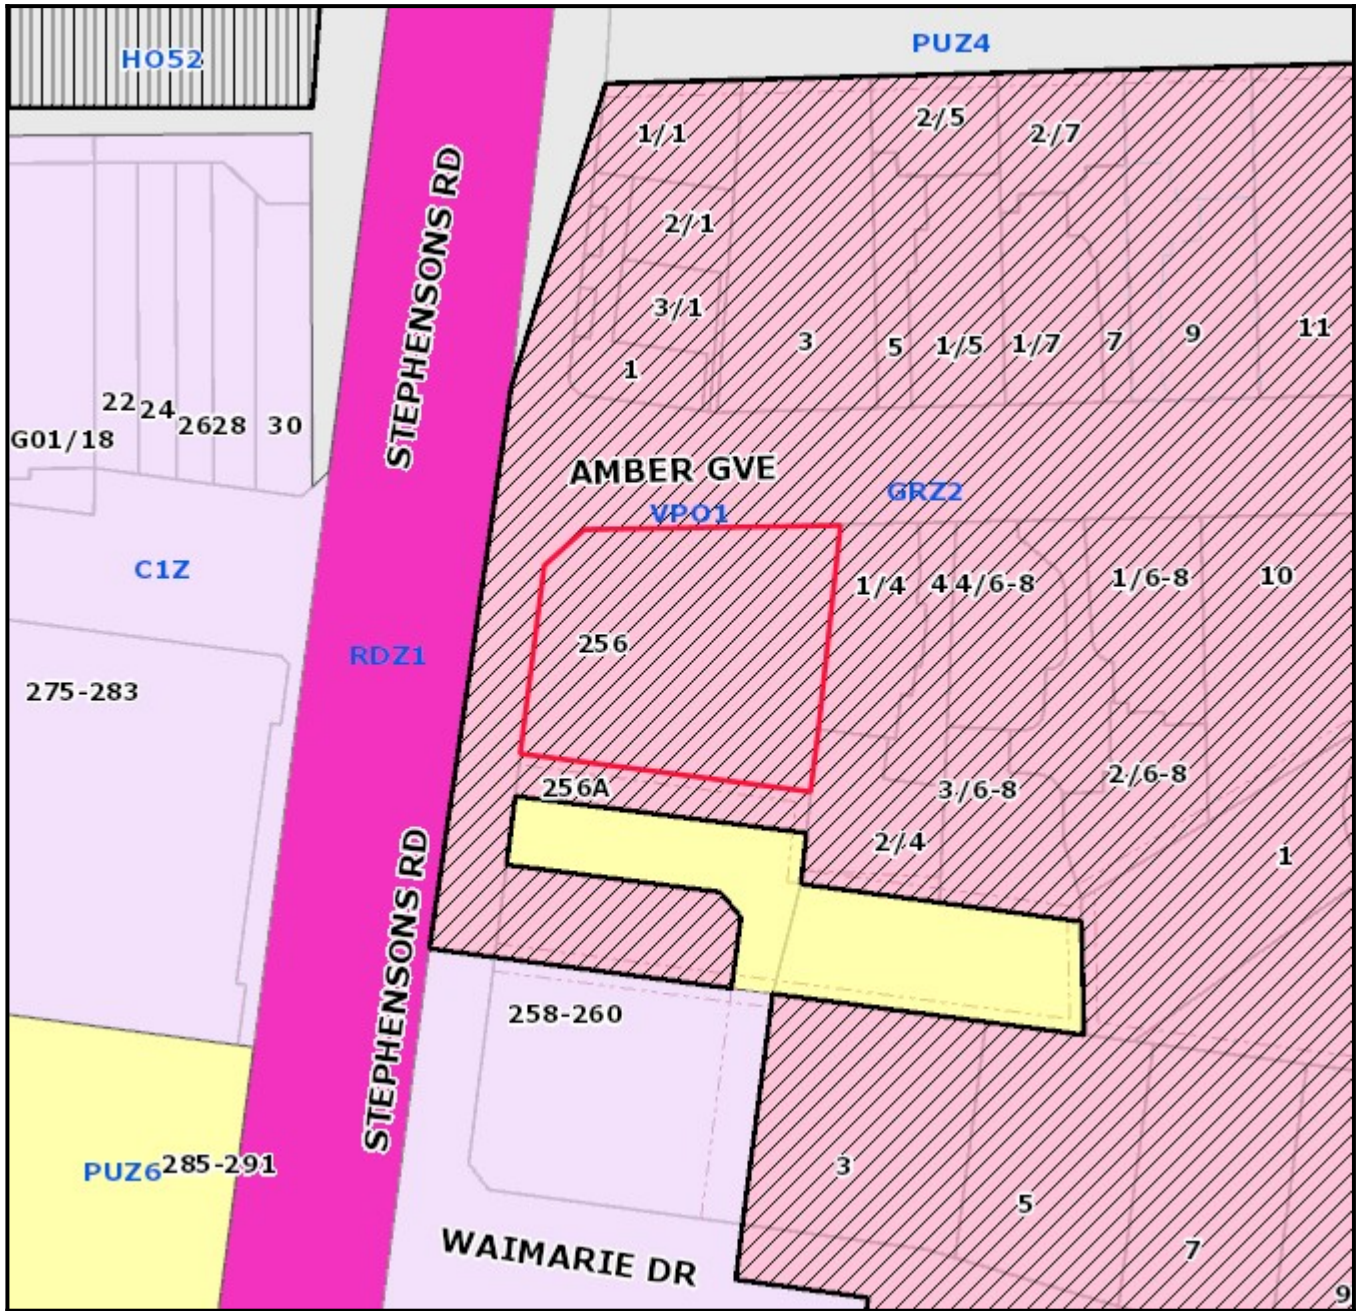 PUZ4
HO52
2/5
1/1
2/7
2/1
STEPHENSONS RD
3/1
11
9
3
7
1/7
1/5
5
1
22
24
26
28
30
G01/18
AMBER GVE
GRZ2
VPO1
C1Z
10
1/6-8
4
4/6-8
1/4
256
RDZ1
275-283
2/6-8
256A
3/6-8
2/4
1
STEPHENSONS RD
258-260
PUZ6
285-291
3
5
WAIMARIE DR
7
9